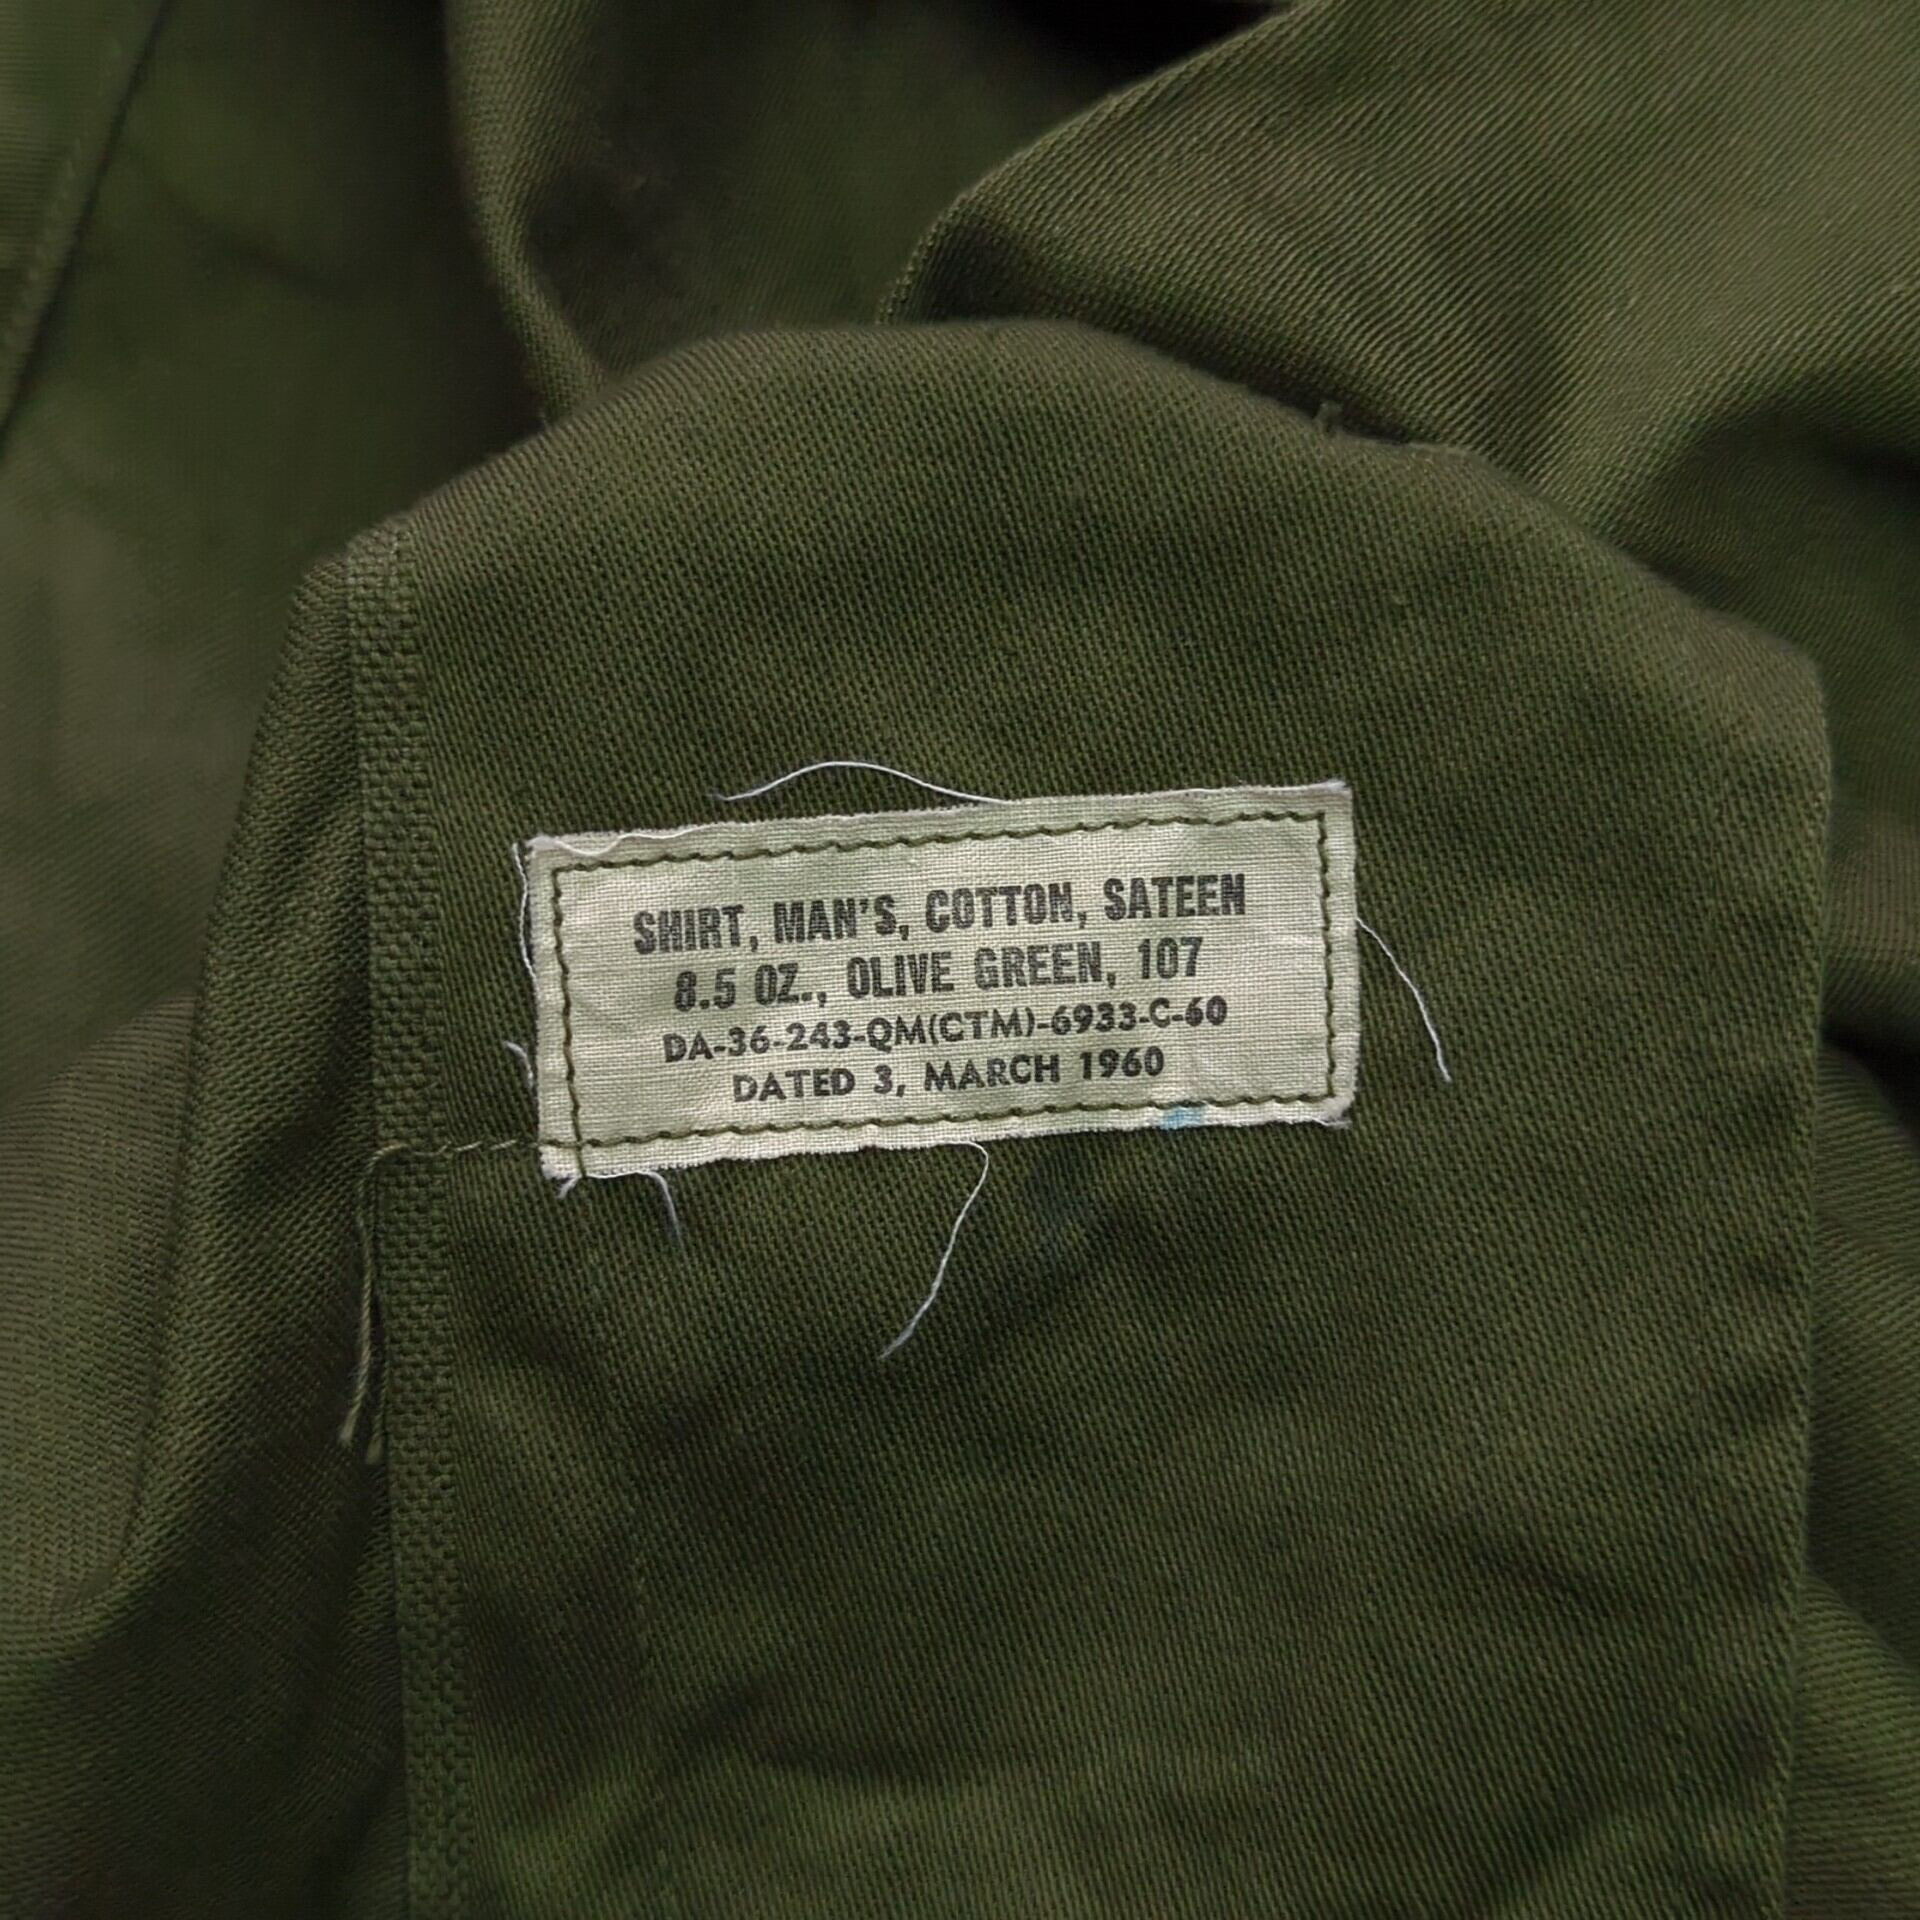 SHIRT, MAN'S, COTTON, SATEEN
8.5 OZ., OLIVE GREEN, 107
DA-36-243-QM(CTM)-6933-C-60
DATED 3, MARCH 1960